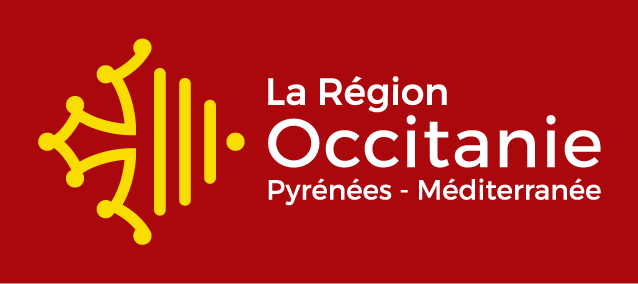 La Région
Occitanie
Pyrénées - Méditerranée